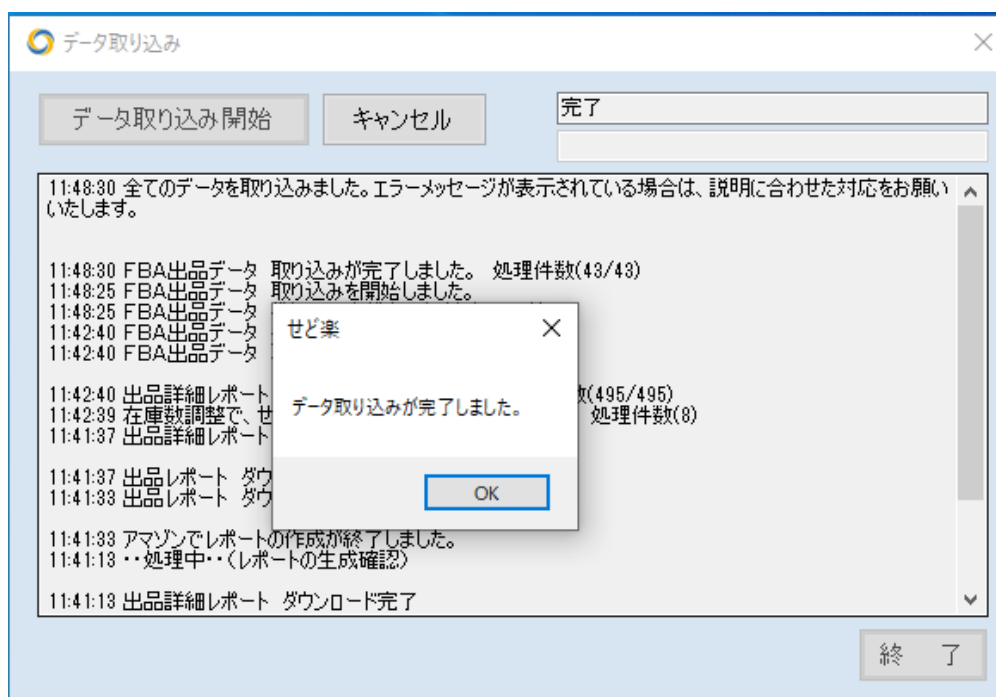 データ取り込み
データ取り込み開始
キャンセル
完了
11:48:30 全てのデータを取り込みました。エラーメッセージが表示されている場合は、説明に合わせた対応をお願い
いたします。
11:48:30 FBA出品データ 取り込みが完了しました。 処理件数(43/43)
11:48:25 FBA出品データ 取り込みを開始しました。
11:48:25 FBA出品データ
11:42:40 FBA出品データ
11:42:40 FBA出品データ
11:42:40 出品詳細レポート 数(495/495)
11:42:39 在庫数調整で、せ 処理件数(8)
11:41:37 出品詳細レポート
11:41:37 出品レポート ダウ
11:41:33 出品レポート ダウ
11:41:33 アマゾンでレポートの作成が終了しました。
11:41:13 ・・処理中・・(レポートの生成確認)
11:41:13 出品詳細レポート ダウンロード完了
せど楽
データ取り込みが完了しました。
OK
終 了